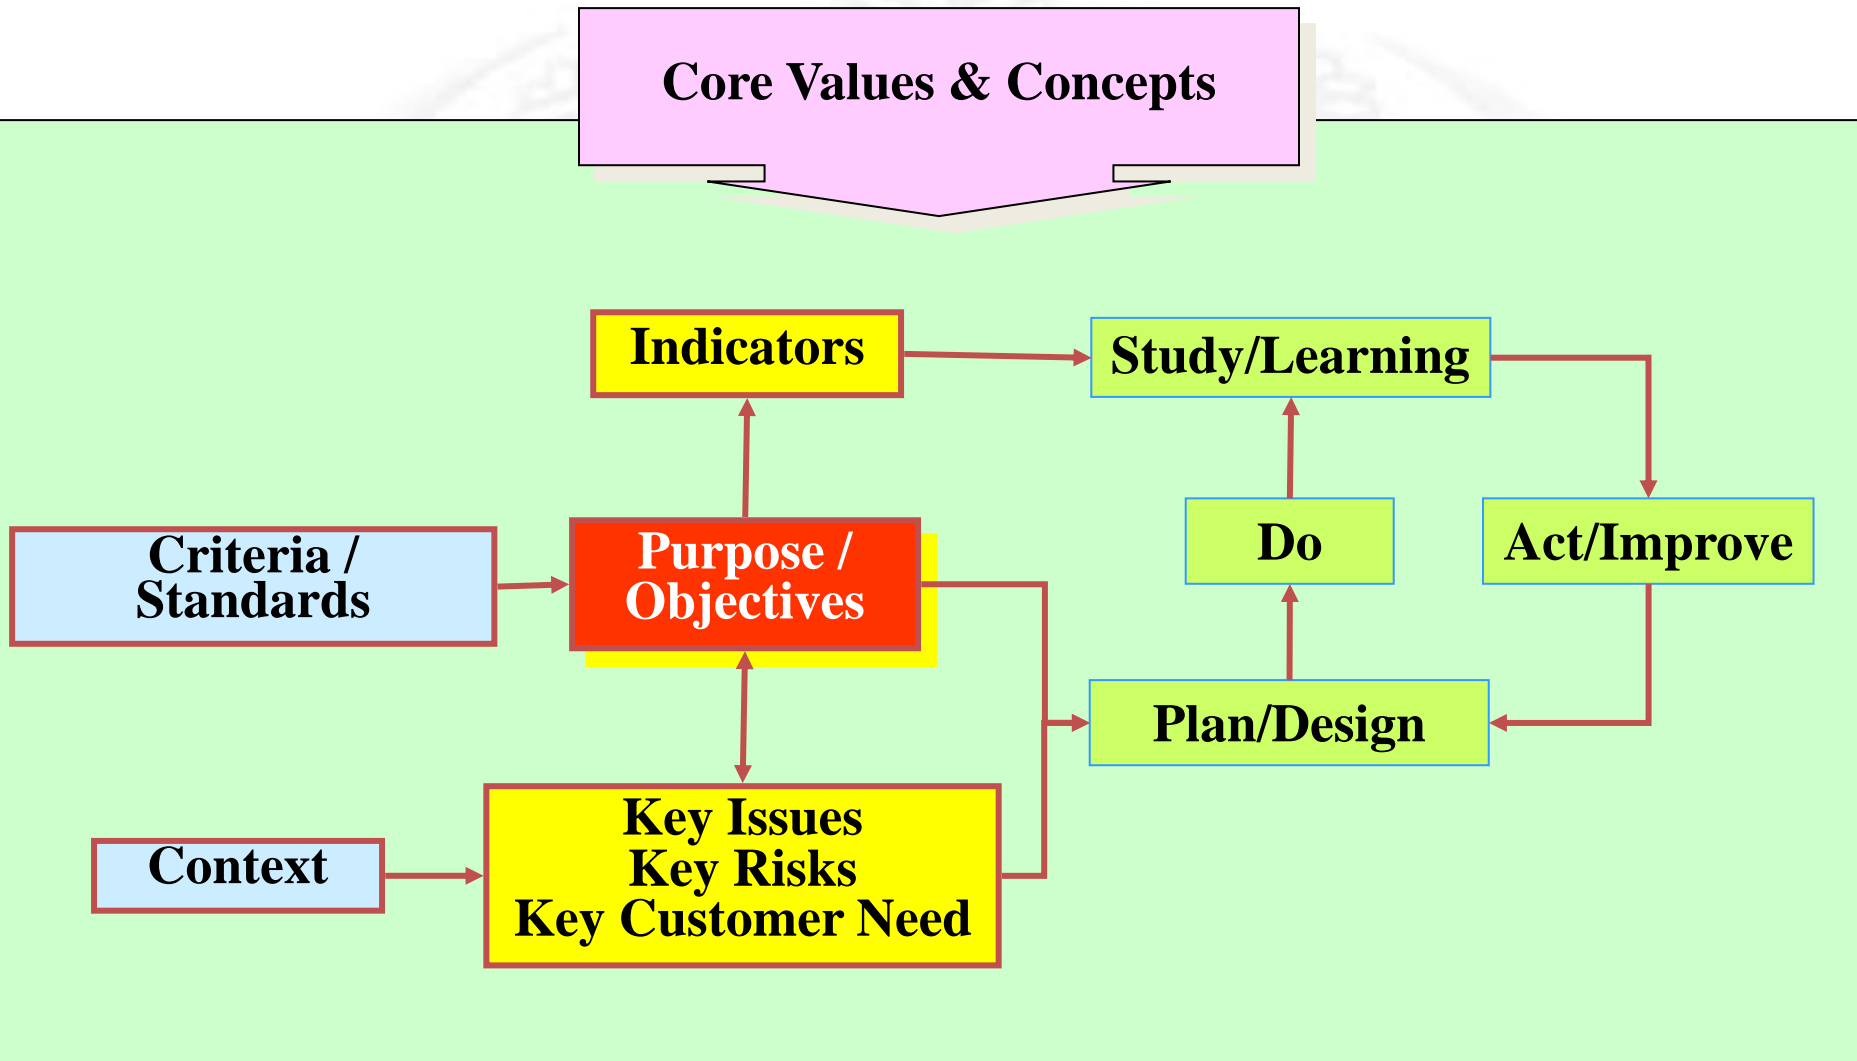 Core Values & Concepts
Indicators
Study/Learning
Criteria /
Standards
Purpose /
Objectives
Do
Act/Improve
Plan/Design
Context
Key Issues
Key Risks
Key Customer Need